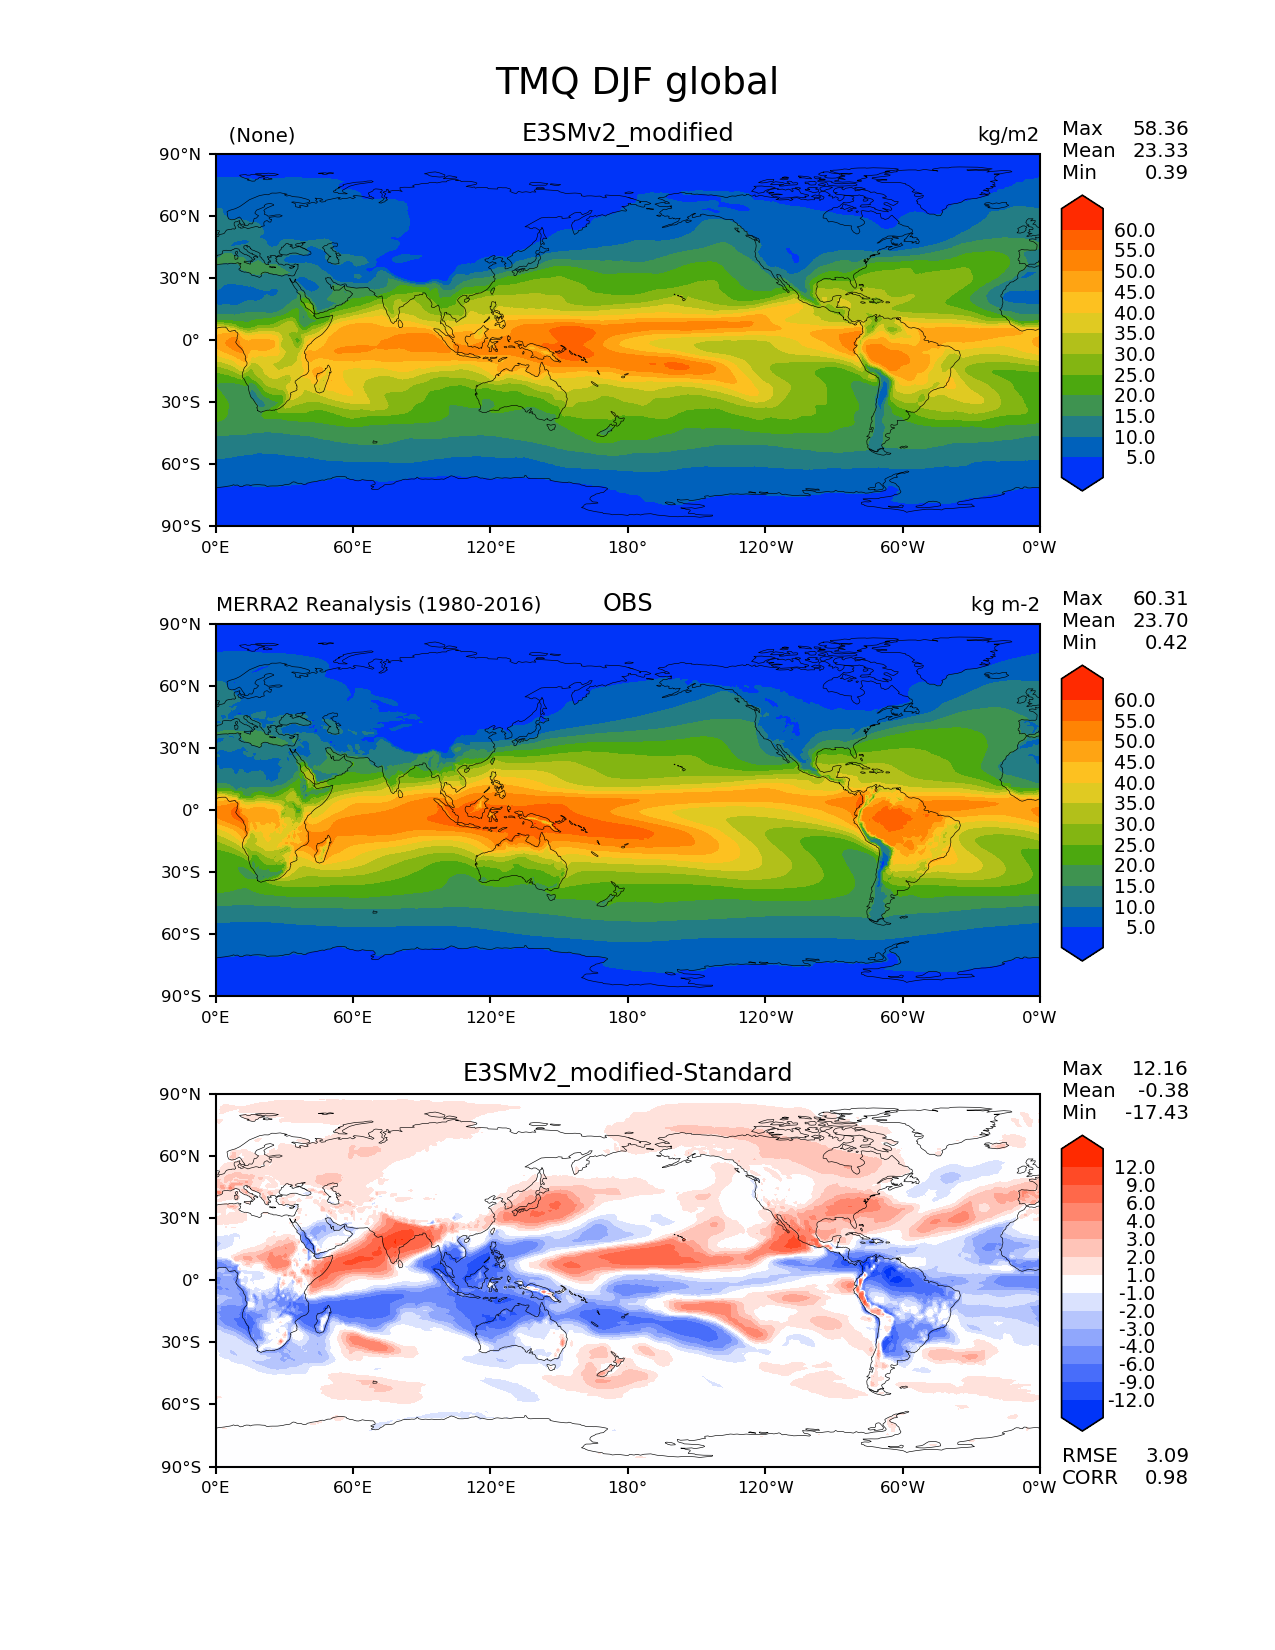 TMQ DJF global
(None) E3SMv2_modified kg/m2
Max 58.36
Mean 23.33
Min 0.39
90°N
60°N
30°N
0°
30°S
60°S
90°S
0°E 60°E 120°E 180° 120°W 60°W 0°W
60.0
55.0
50.0
45.0
40.0
35.0
30.0
25.0
20.0
15.0
10.0
5.0
MERRA2 Reanalysis (1980-2016) OBS kg m-2
Max 60.31
Mean 23.70
Min 0.42
90°N
60°N
30°N
0°
30°S
60°S
90°S
0°E 60°E 120°E 180° 120°W 60°W 0°W
60.0
55.0
50.0
45.0
40.0
35.0
30.0
25.0
20.0
15.0
10.0
5.0
E3SMv2_modified-Standard
Max 12.16
Mean -0.38
Min -17.43
90°N
60°N
30°N
0°
30°S
60°S
90°S
0°E 60°E 120°E 180° 120°W 60°W 0°W
12.0
9.0
6.0
4.0
3.0
2.0
1.0
-1.0
-2.0
-3.0
-4.0
-6.0
-9.0
-12.0
RMSE 3.09
CORR 0.98